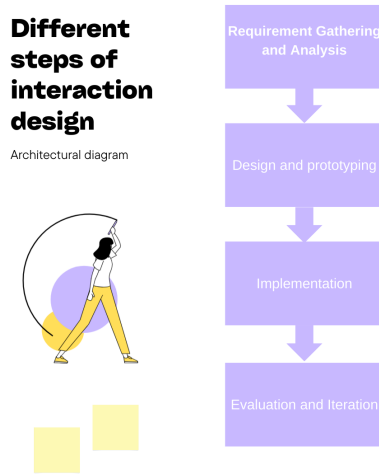 Different
steps of
interaction
design
Architectural diagram
Requirement Gathering
and Analysis
Design and prototyping
Implementation
Evaluation and Iteration